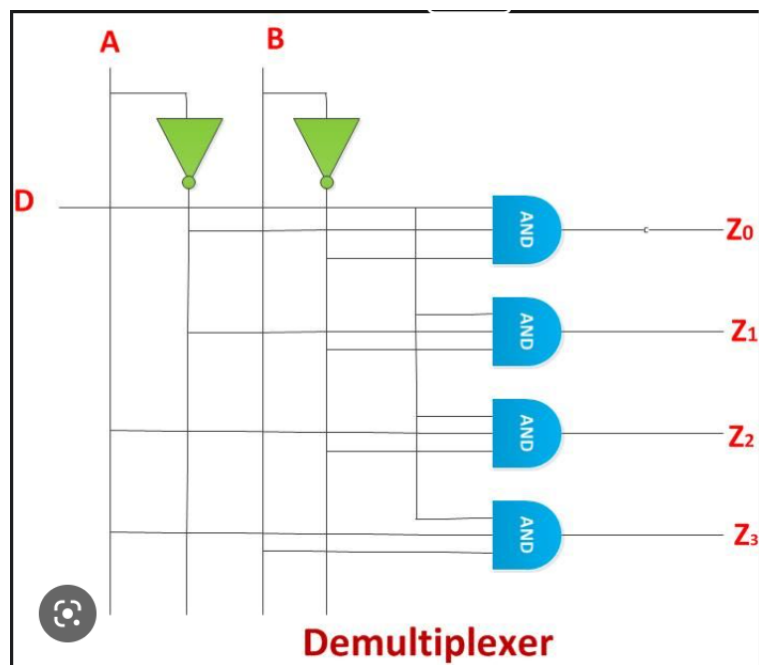 A B
D
AND
Z0
AND
Z1
AND
Z2
AND
Z3
Demultiplexer